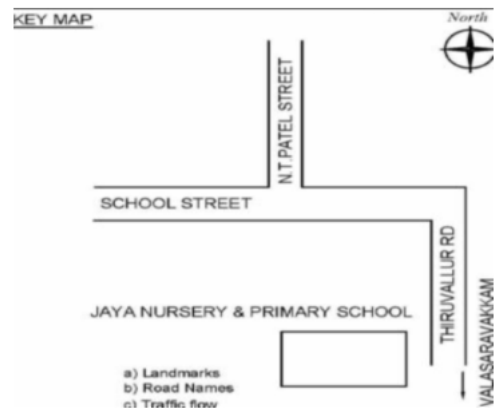 KEY MAP
North
N.T.PATEL STREET
SCHOOL STREET
THIRUVALLUR RD
VALASARAVAKKAM
JAYA NURSERY & PRIMARY SCHOOL
a) Landmarks
b) Road Names
c) Traffic flow